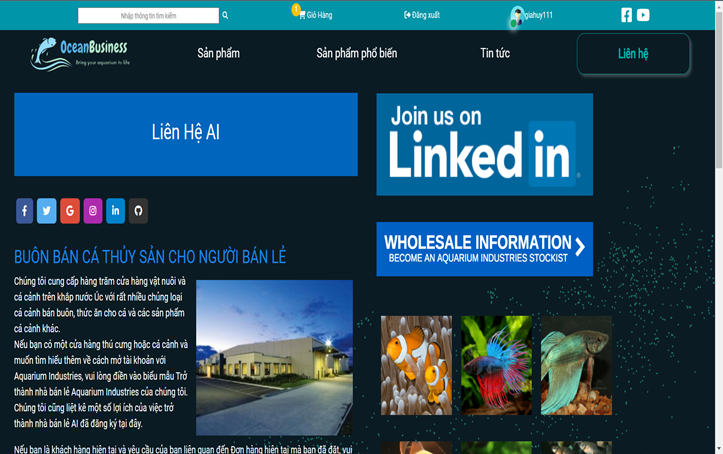 Nhập thông tin tìm kiếm
1
Giỏ Hàng
Đăng xuất
giahuy111
OceanBusiness
Bring your aquarium to life
Sản phẩm
Sản phẩm phổ biến
Tin tức
Liên hệ
Liên Hệ AI
Join us on
Linked in
WHOLESALE INFORMATION
BECOME AN AQUARIUM INDUSTRIES STOCKIST
BUÔN BÁN CÁ THỦY SẢN CHO NGƯỜI BÁN LẺ
Chúng tôi cung cấp hàng trăm cửa hàng vật nuôi và
cá cảnh trên khắp nước Úc với rất nhiều chủng loại
cá cảnh bán buôn, thức ăn cho cá và các sản phẩm
cá cảnh khác.
Nếu bạn có một cửa hàng thú cưng hoặc cá cảnh và
muốn tìm hiểu thêm về cách mở tài khoản với
Aquarium Industries, vui lòng điền vào biểu mẫu Trở
thành nhà bán lẻ Aquarium Industries của chúng tôi.
Chúng tôi cũng liệt kê một số lợi ích của việc trở
thành nhà bán lẻ AI đã đăng ký tại đây.
Nếu bạn là khách hàng hiện tại và yêu cầu của bạn liên quan đến Đơn hàng hiện tại mà bạn đã đặt, vui